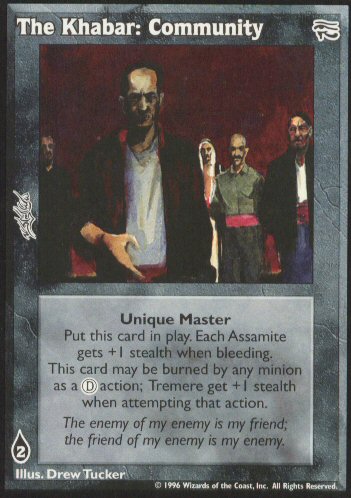 The Khabar: Community
Unique Master
Put this card in play. Each Assamite
gets +1 stealth when bleeding.
This card may be burned by any minion
as a Ⓓ action; Tremere get +1 stealth
when attempting that action.
The enemy of my enemy is my friend;
the friend of my enemy is my enemy.
2
Illus. Drew Tucker
© 1996 Wizards of the Coast, Inc. All Rights Reserved.